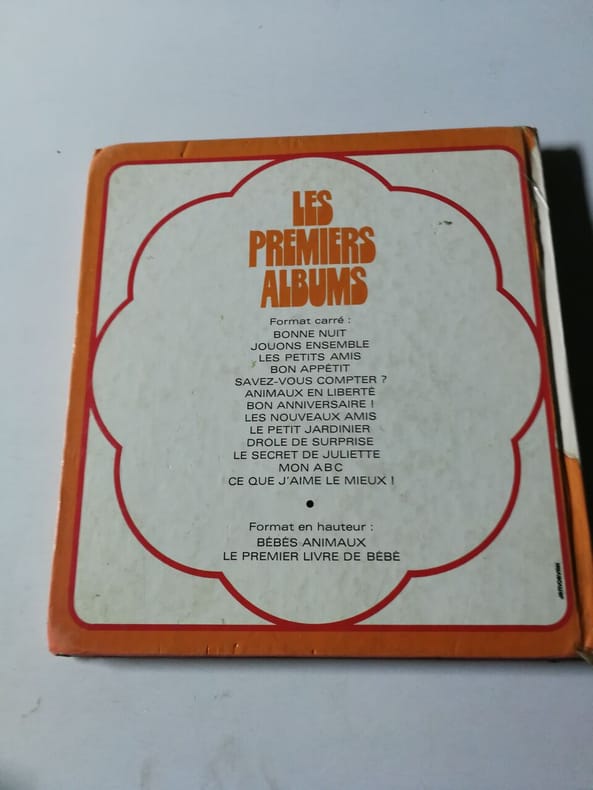 LES
PREMIERS
ALBUMS
Format carré :
BONNE NUIT
JOUONS ENSEMBLE
LES PETITS AMIS
BON APPÉTIT
SAVEZ-VOUS COMPTER ?
ANIMAUX EN LIBERTÉ
BON ANNIVERSAIRE !
LES NOUVEAUX AMIS
LE PETIT JARDINIER
DROLE DE SURPRISE
LE SECRET DE JULIETTE
MON ABC
CE QUE J'AIME LE MIEUX !
Format en hauteur :
BÉBÉS ANIMAUX
LE PREMIER LIVRE DE BÉBÉ